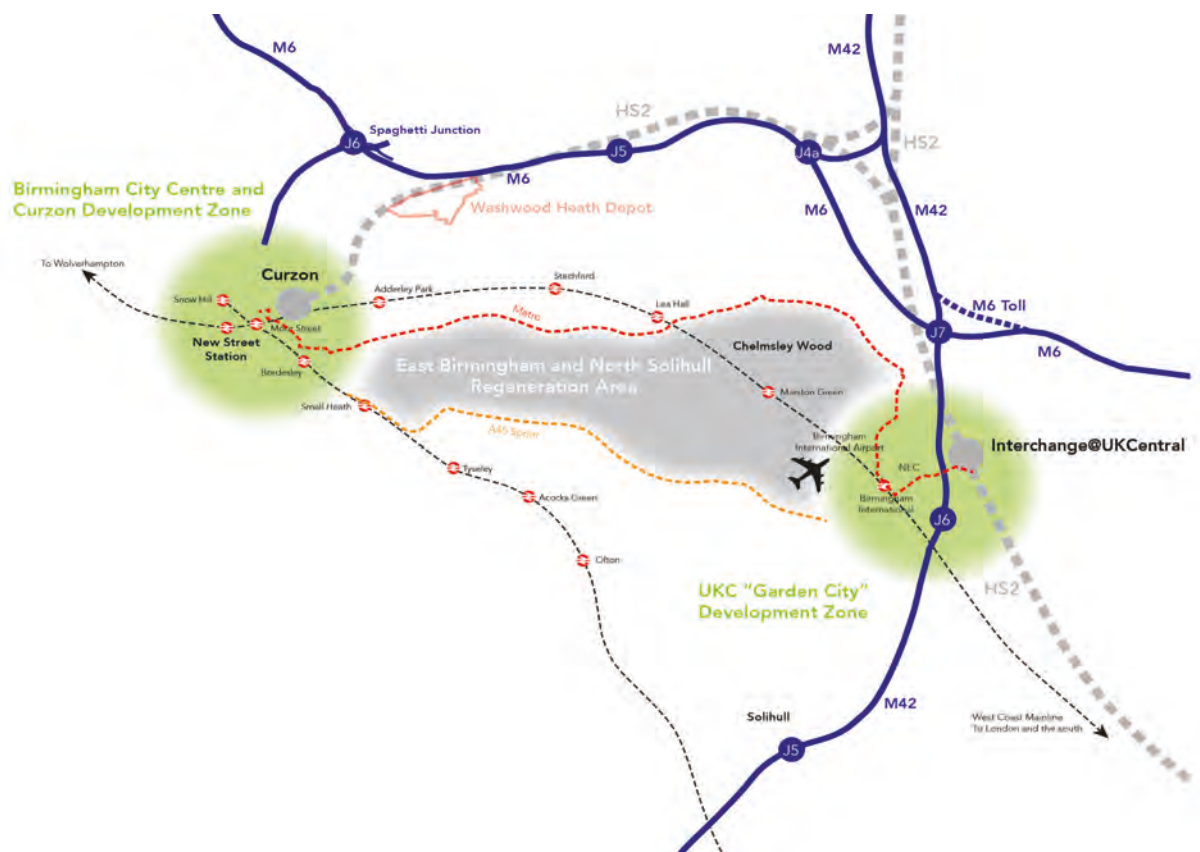 M6
M42
HS2
Spaghetti Junction
J6
J5
J4a
HS2
M6
Birmingham City Centre and
Curzon Development Zone
Washwood Heath Depot
M6
M42
To Wolverhampton
Curzon
Stechford
Adderley Park
Snow Hill
Lea Hall
M6 Toll
Metro
Moor Street
J7
New Street
Station
Chelmsley Wood
M6
East Birmingham and North Solihull
Regeneration Area
Bordesley
Marston Green
Small Heath
A45 Sprint
Birmingham
International Airport
Interchange@UKCentral
Tyseley
NEC
Acocks Green
Birmingham
International
J6
Olton
UKC "Garden City"
Development Zone
HS2
M42
Solihull
West Coast Mainline
To London and the south
J5